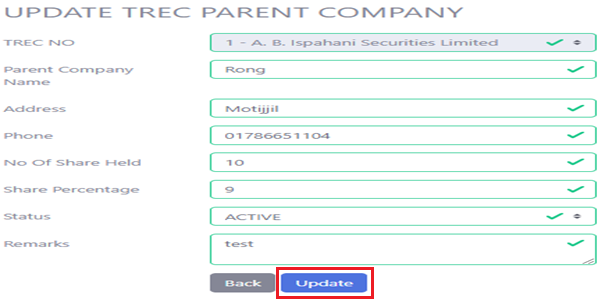 UPDATE TREC PARENT COMPANY
TREC NO 1 - A. B. Ispahani Securities Limited
Parent Company Name Rong
Address Motijjil
Phone 01786651104
No Of Share Held 10
Share Percentage 9
Status ACTIVE
Remarks test
Back Update